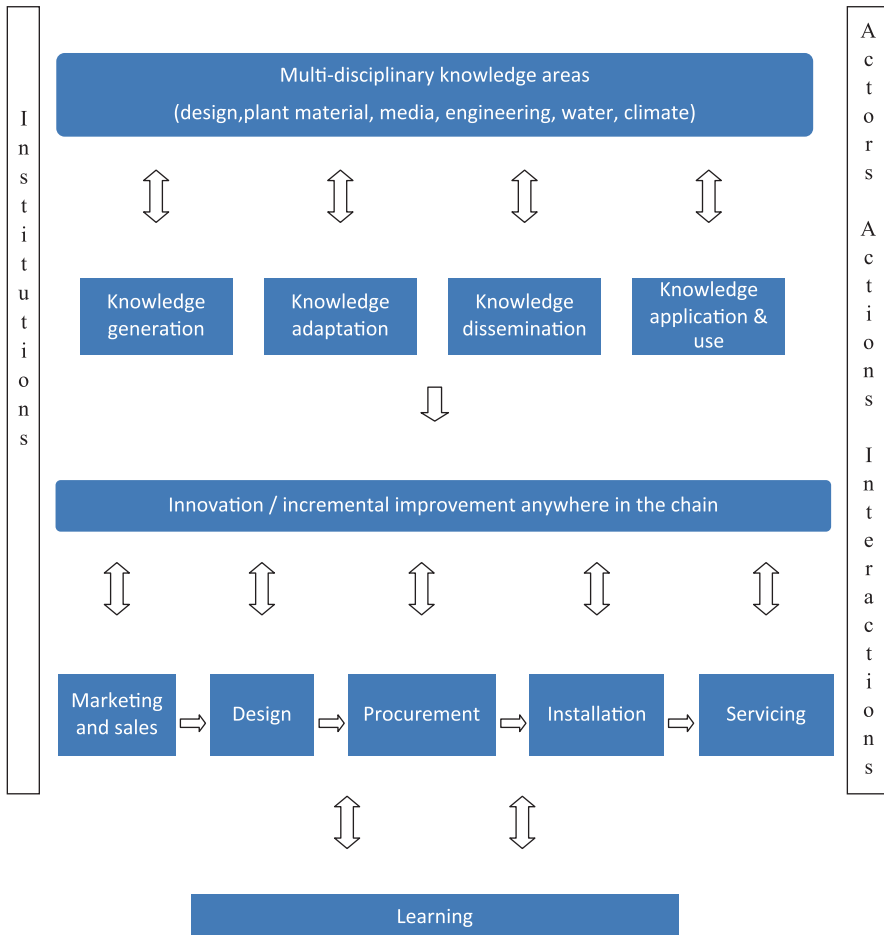 Institutions
Multi-disciplinary knowledge areas
(design,plant material, media, engineering, water, climate)
Knowledge
generation
Knowledge
adaptation
Knowledge
dissemination
Knowledge
application &
use
Innovation / incremental improvement anywhere in the chain
Marketing
and sales
Design
Procurement
Installation
Servicing
Learning
Actors Actions Interactions